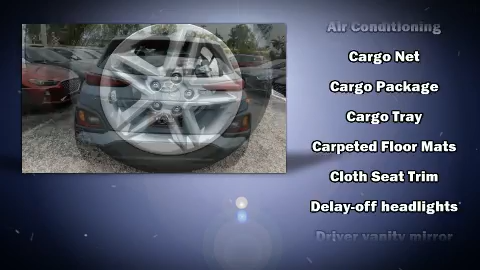 Air Conditioning
Cargo Net
Cargo Package
Cargo Tray
Carpeted Floor Mats
Cloth Seat Trim
Delay-off headlights
Driver vanity mirror